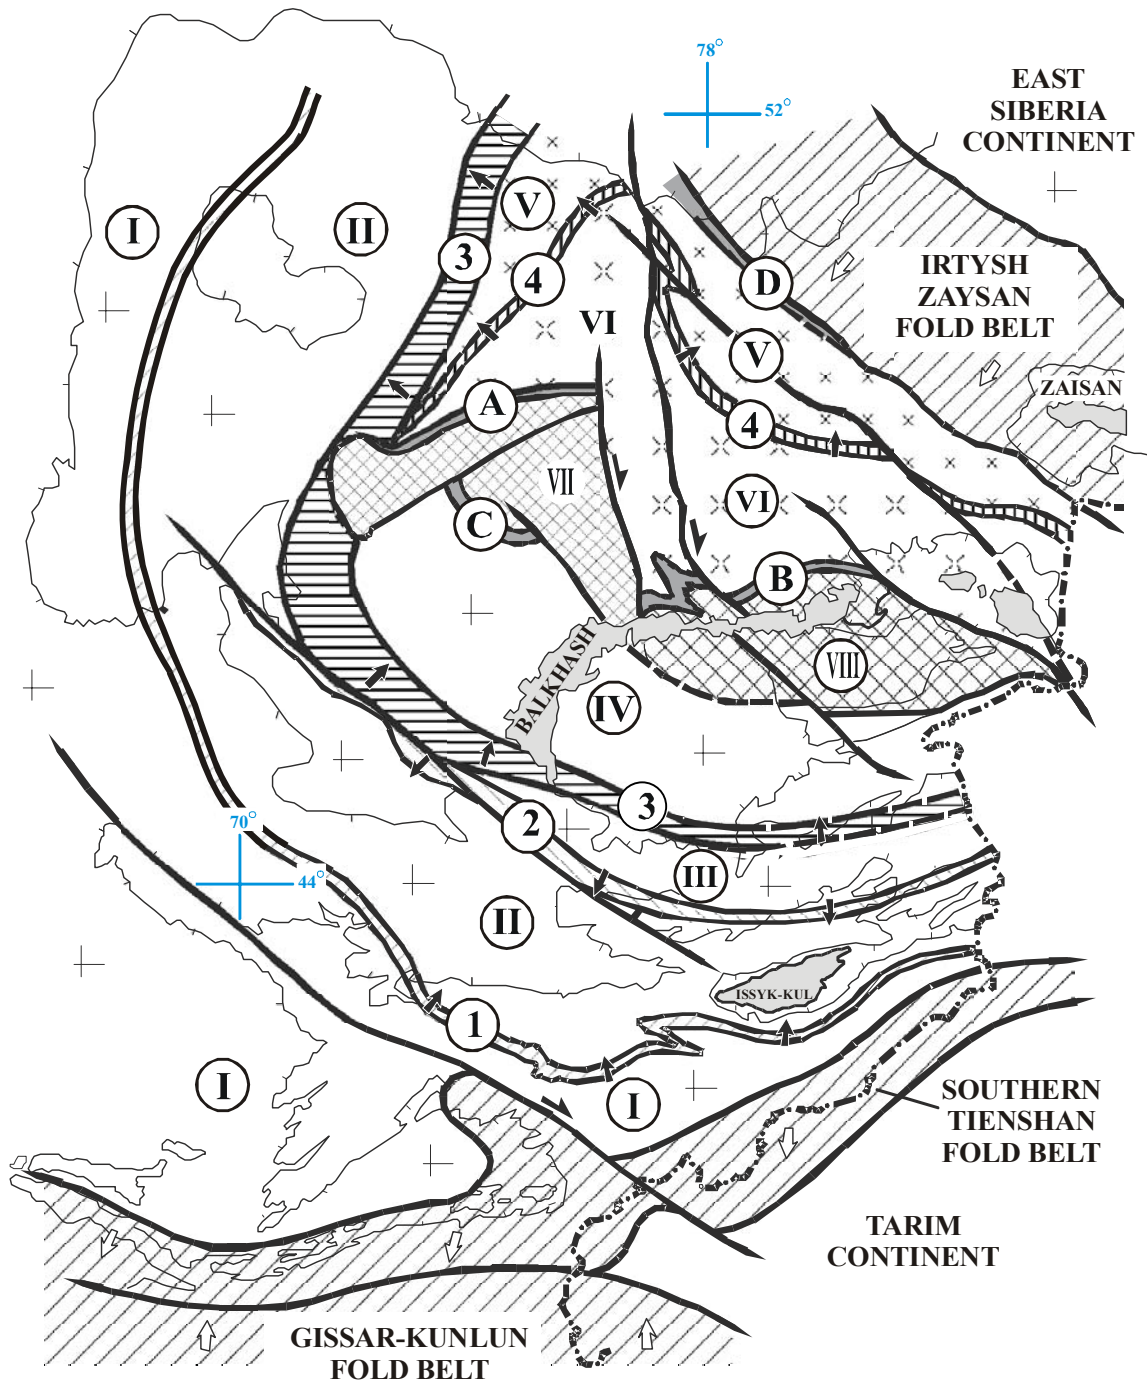 78°
52°
EAST
SIBERIA
CONTINENT
I
II
V
3
4
D
IRTYSH
ZAYSAN
FOLD BELT
VI
V
ZAISAN
A
4
VII
VI
C
B
VIII
BALKHASH
IV
3
2
70°
44°
III
II
ISSYK-KUL
1
I
I
SOUTHERN
TIENSHAN
FOLD BELT
TARIM
CONTINENT
GISSAR-KUNLUN
FOLD BELT